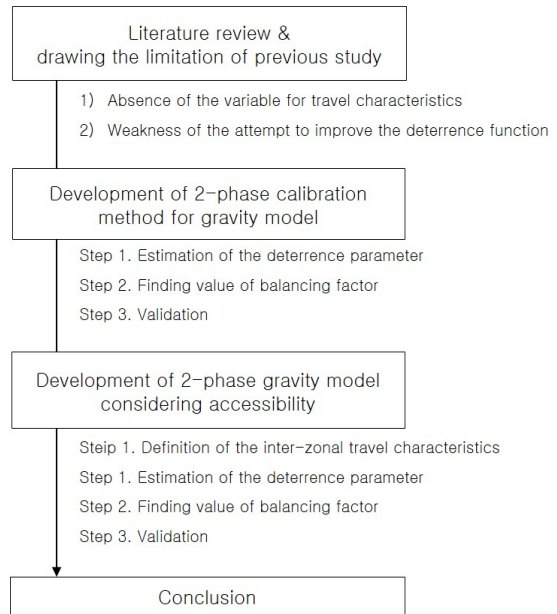 Literature review &
drawing the limitation of previous study
1) Absence of the variable for travel characteristics
2) Weakness of the attempt to improve the deterrence function
Development of 2-phase calibration
method for gravity model
Step 1. Estimation of the deterrence parameter
Step 2. Finding value of balancing factor
Step 3. Validation
Development of 2-phase gravity model
considering accessibility
Steip 1. Definition of the inter-zonal travel characteristics
Step 1. Estimation of the deterrence parameter
Step 2. Finding value of balancing factor
Step 3. Validation
Conclusion